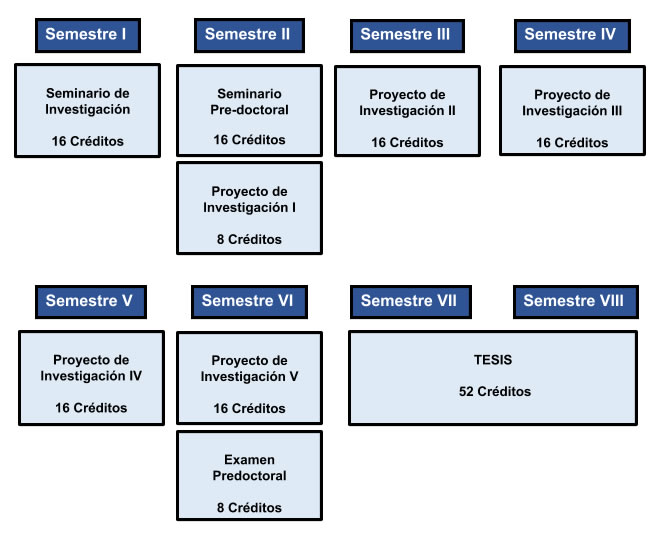 Semestre I
Semestre II
Semestre III
Semestre IV
Seminario de
Investigación
16 Créditos
Seminario
Pre-doctoral
16 Créditos
Proyecto de
Investigación II
16 Créditos
Proyecto de
Investigación III
16 Créditos
Proyecto de
Investigación I
8 Créditos
Semestre V
Semestre VI
Semestre VII
Semestre VIII
Proyecto de
Investigación IV
16 Créditos
Proyecto de
Investigación V
16 Créditos
TESIS
52 Créditos
Examen
Predoctoral
8 Créditos